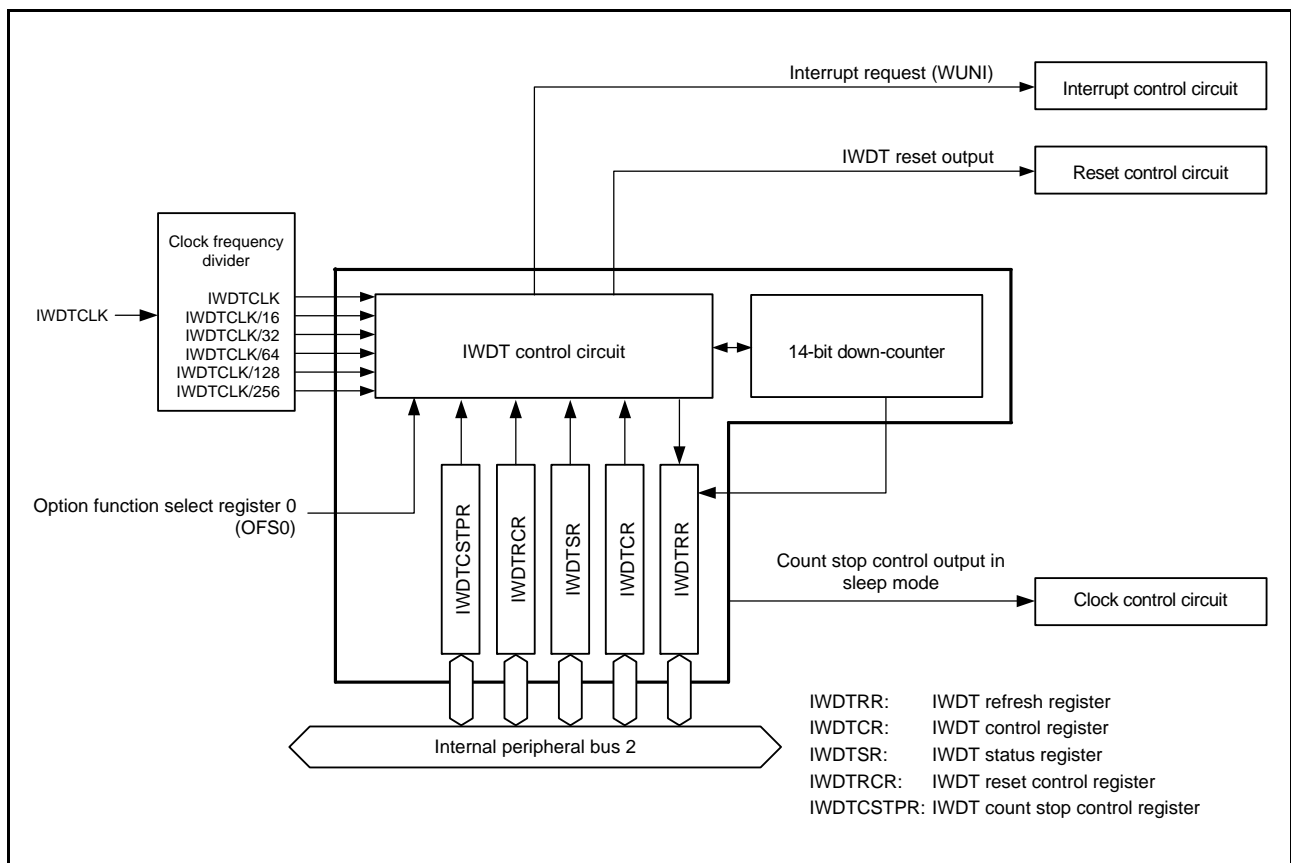 Interrupt request (WUNI)
Interrupt control circuit
IWDT reset output
Reset control circuit
Clock frequency
divider
IWDTCLK
IWDTCLK
IWDTCLK/16
IWDTCLK/32
IWDTCLK/64
IWDTCLK/128
IWDTCLK/256
IWDT control circuit
14-bit down-counter
Option function select register 0
(OFS0)
IWDTCSTPR
IWDTRCR
IWDTSR
IWDTCR
IWDTRR
Count stop control output in
sleep mode
Clock control circuit
Internal peripheral bus 2
IWDTRR: IWDT refresh register
IWDTCR: IWDT control register
IWDTSR: IWDT status register
IWDTRCR: IWDT reset control register
IWDTCSTPR: IWDT count stop control register